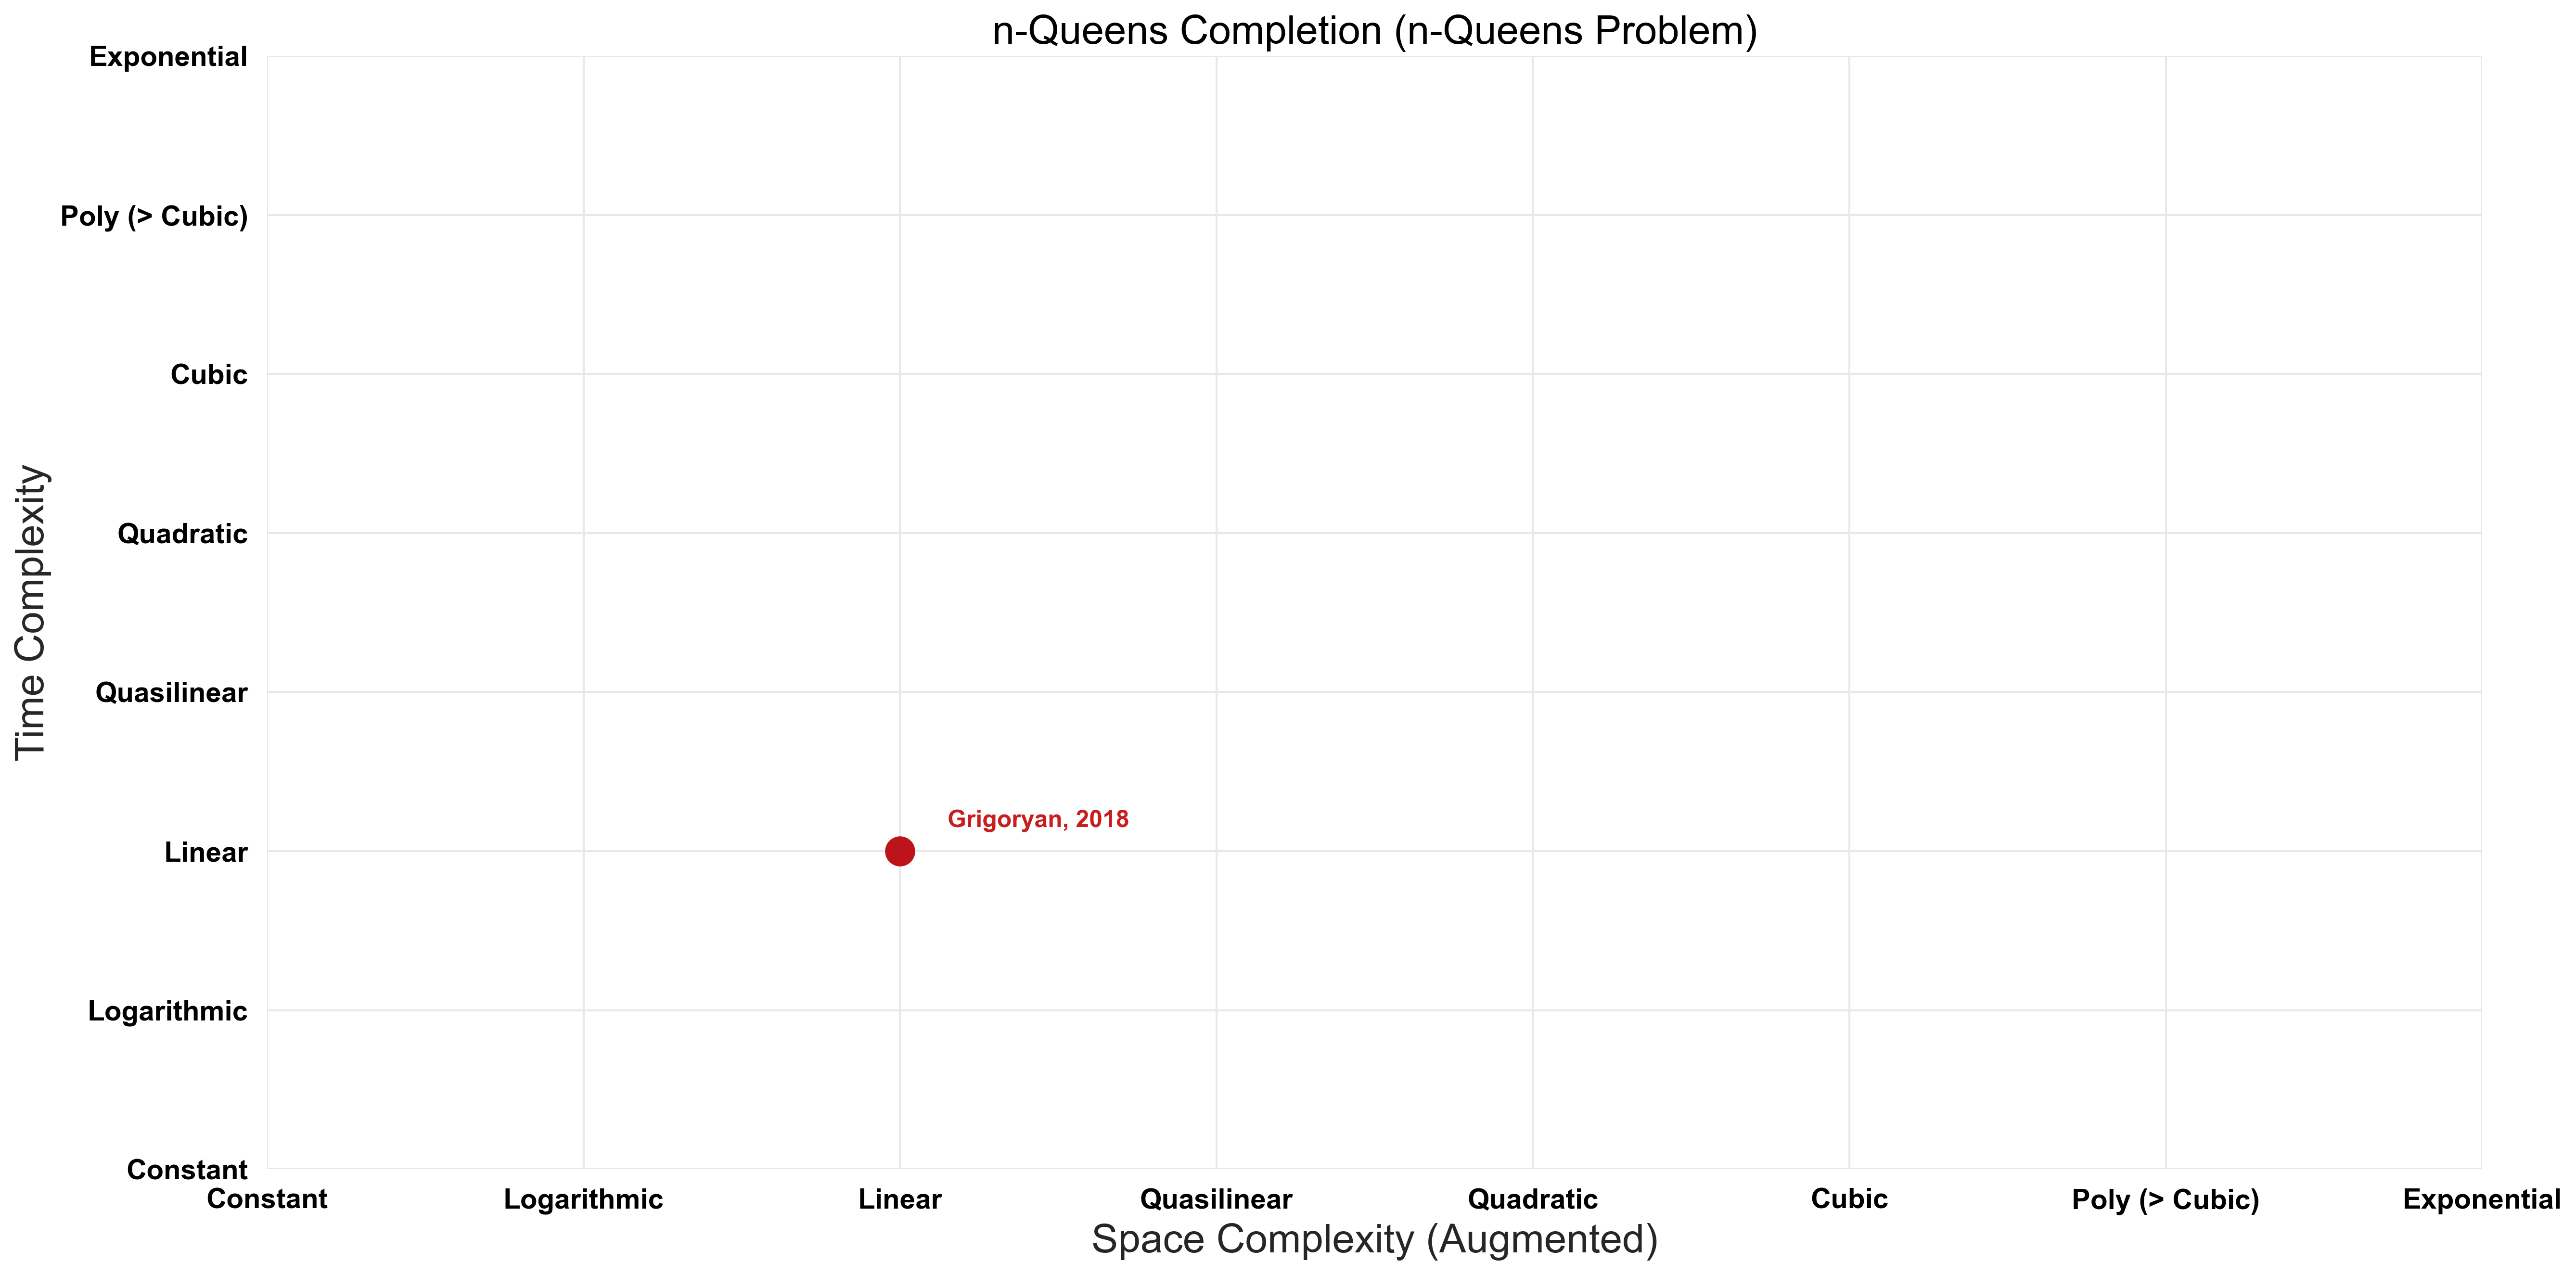 n-Queens Completion (n-Queens Problem)
Exponential
Poly (> Cubic)
Cubic
Quadratic
Quasilinear
Linear
Logarithmic
Constant
Time Complexity
Grigoryan, 2018
Constant Logarithmic Linear Quasilinear Quadratic Cubic Poly (> Cubic) Exponential
Space Complexity (Augmented)